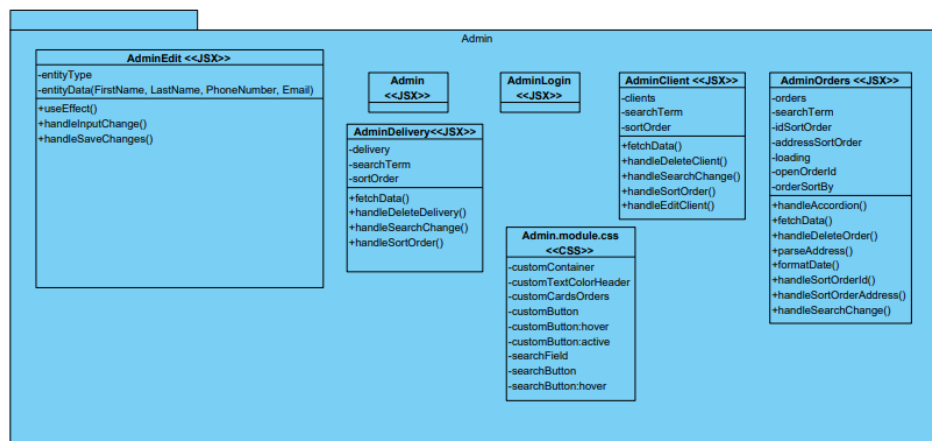 Admin
AdminEdit <<JSX>>
-entityType
-entityData(FirstName, LastName, PhoneNumber, Email)
+useEffect()
+handleInputChange()
+handleSaveChanges()
Admin
<<JSX>>
AdminLogin
<<JSX>>
AdminDelivery<<JSX>>
-delivery
-searchTerm
-sortOrder
+fetchData()
+handleDeleteDelivery()
+handleSearchChange()
+handleSortOrder()
AdminClient <<JSX>>
-clients
-searchTerm
-sortOrder
+fetchData()
+handleDeleteClient()
+handleSearchChange()
+handleSortOrder()
+handleEditClient()
AdminOrders <<JSX>>
-orders
-searchTerm
-idSortOrder
-addressSortOrder
-loading
-openOrderId
-orderSortBy
+handleAccordion()
+fetchData()
+handleDeleteOrder()
+parseAddress()
+formatDate()
+handleSortOrderId()
+handleSortOrderAddress()
+handleSearchChange()
Admin.module.css
<<CSS>>
-customContainer
-customTextColorHeader
-customCardsOrders
-customButton
-customButton:hover
-customButton:active
-searchField
-searchButton
-searchButton:hover